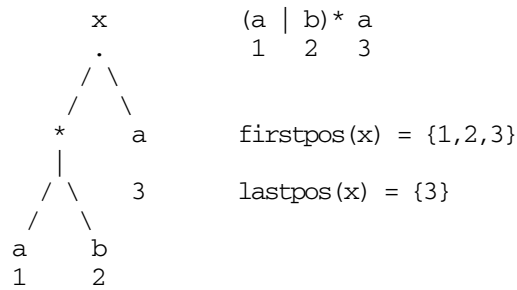 x (a | b)* a
. 1 2 3
/ \
/ \
* a firstpos(x) = {1,2,3}
|
/ \ 3 lastpos(x) = {3}
/ \
a b
1 2